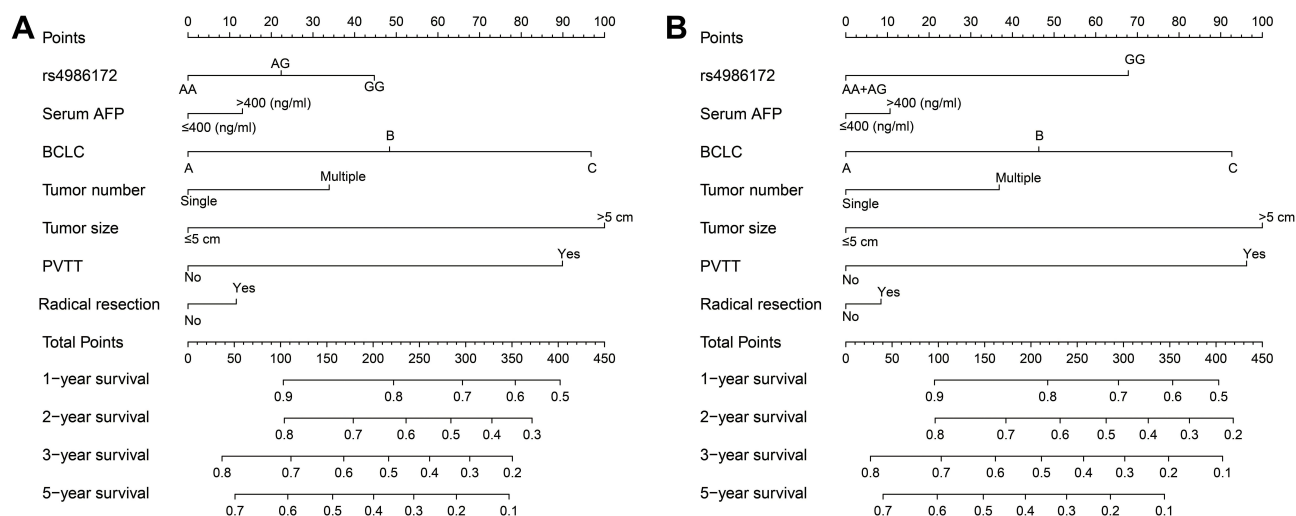 A
Points
0 10 20 30 40 50 60 70 80 90 100
rs4986172
AG
AA
GG
Serum AFP
>400 (ng/ml)
≤400 (ng/ml)
BCLC
B
A
C
Tumor number
Multiple
Single
Tumor size
>5 cm
≤5 cm
PVTT
Yes
No
Radical resection
Yes
No
Total Points
0 50 100 150 200 250 300 350 400 450
1−year survival
0.9 0.8 0.7 0.6 0.5
2−year survival
0.8 0.7 0.6 0.5 0.4 0.3
3−year survival
0.8 0.7 0.6 0.5 0.4 0.3 0.2
5−year survival
0.7 0.6 0.5 0.4 0.3 0.2 0.1
B
Points
0 10 20 30 40 50 60 70 80 90 100
rs4986172
GG
AA+AG
Serum AFP
>400 (ng/ml)
≤400 (ng/ml)
BCLC
B
A
C
Tumor number
Multiple
Single
Tumor size
>5 cm
≤5 cm
PVTT
Yes
No
Radical resection
Yes
No
Total Points
0 50 100 150 200 250 300 350 400 450
1−year survival
0.9 0.8 0.7 0.6 0.5
2−year survival
0.8 0.7 0.6 0.5 0.4 0.3 0.2
3−year survival
0.8 0.7 0.6 0.5 0.4 0.3 0.2 0.1
5−year survival
0.7 0.6 0.5 0.4 0.3 0.2 0.1